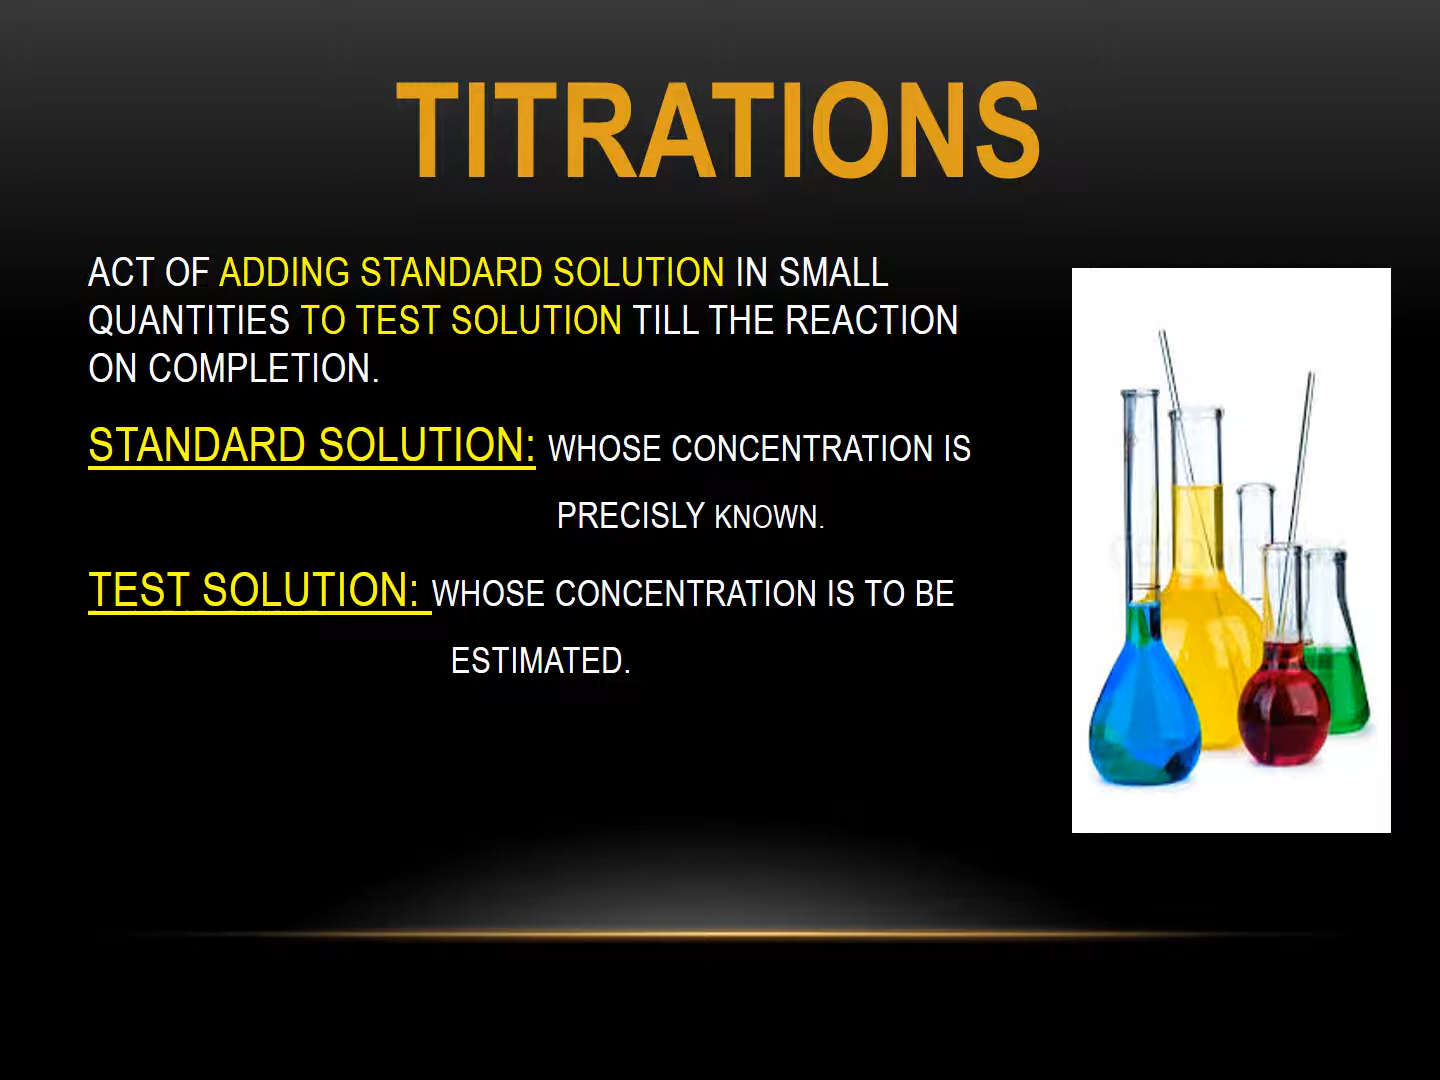 TITRATIONS
ACT OF ADDING STANDARD SOLUTION IN SMALL
QUANTITIES TO TEST SOLUTION TILL THE REACTION
ON COMPLETION.
STANDARD SOLUTION: WHOSE CONCENTRATION IS
PRECISLY KNOWN.
TEST SOLUTION: WHOSE CONCENTRATION IS TO BE
ESTIMATED.